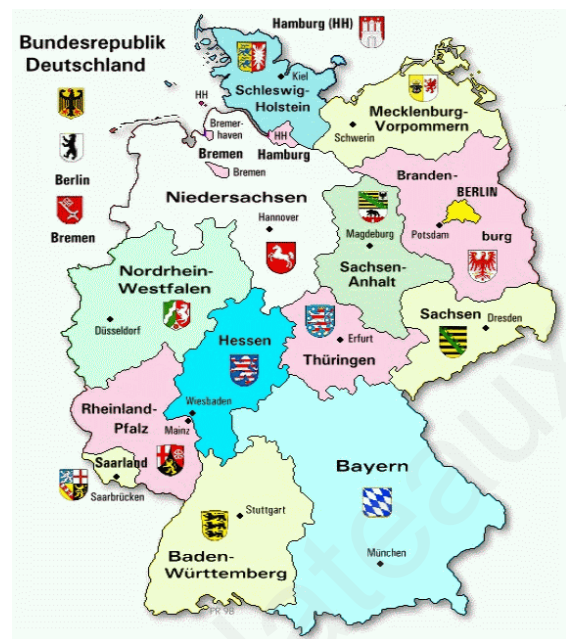 Bundesrepublik
Deutschland
Hamburg (HH)
Kiel
Schleswig-
Holstein
Mecklenburg-
Vorpommern
Schwerin
HH
Bremer-
haven
HH
Bremen
Hamburg
Bremen
Berlin
Bremen
Niedersachsen
Hannover
Branden-
BERLIN
Potsdam
burg
Magdeburg
Sachsen-
Anhalt
Nordrhein-
Westfalen
Düsseldorf
Hessen
Wiesbaden
Erfurt
Thüringen
Sachsen
Dresden
Rheinland-
Pfalz
Mainz
Saarland
Saarbrücken
Bayern
München
Stuttgart
Baden-
Württemberg
PR 98